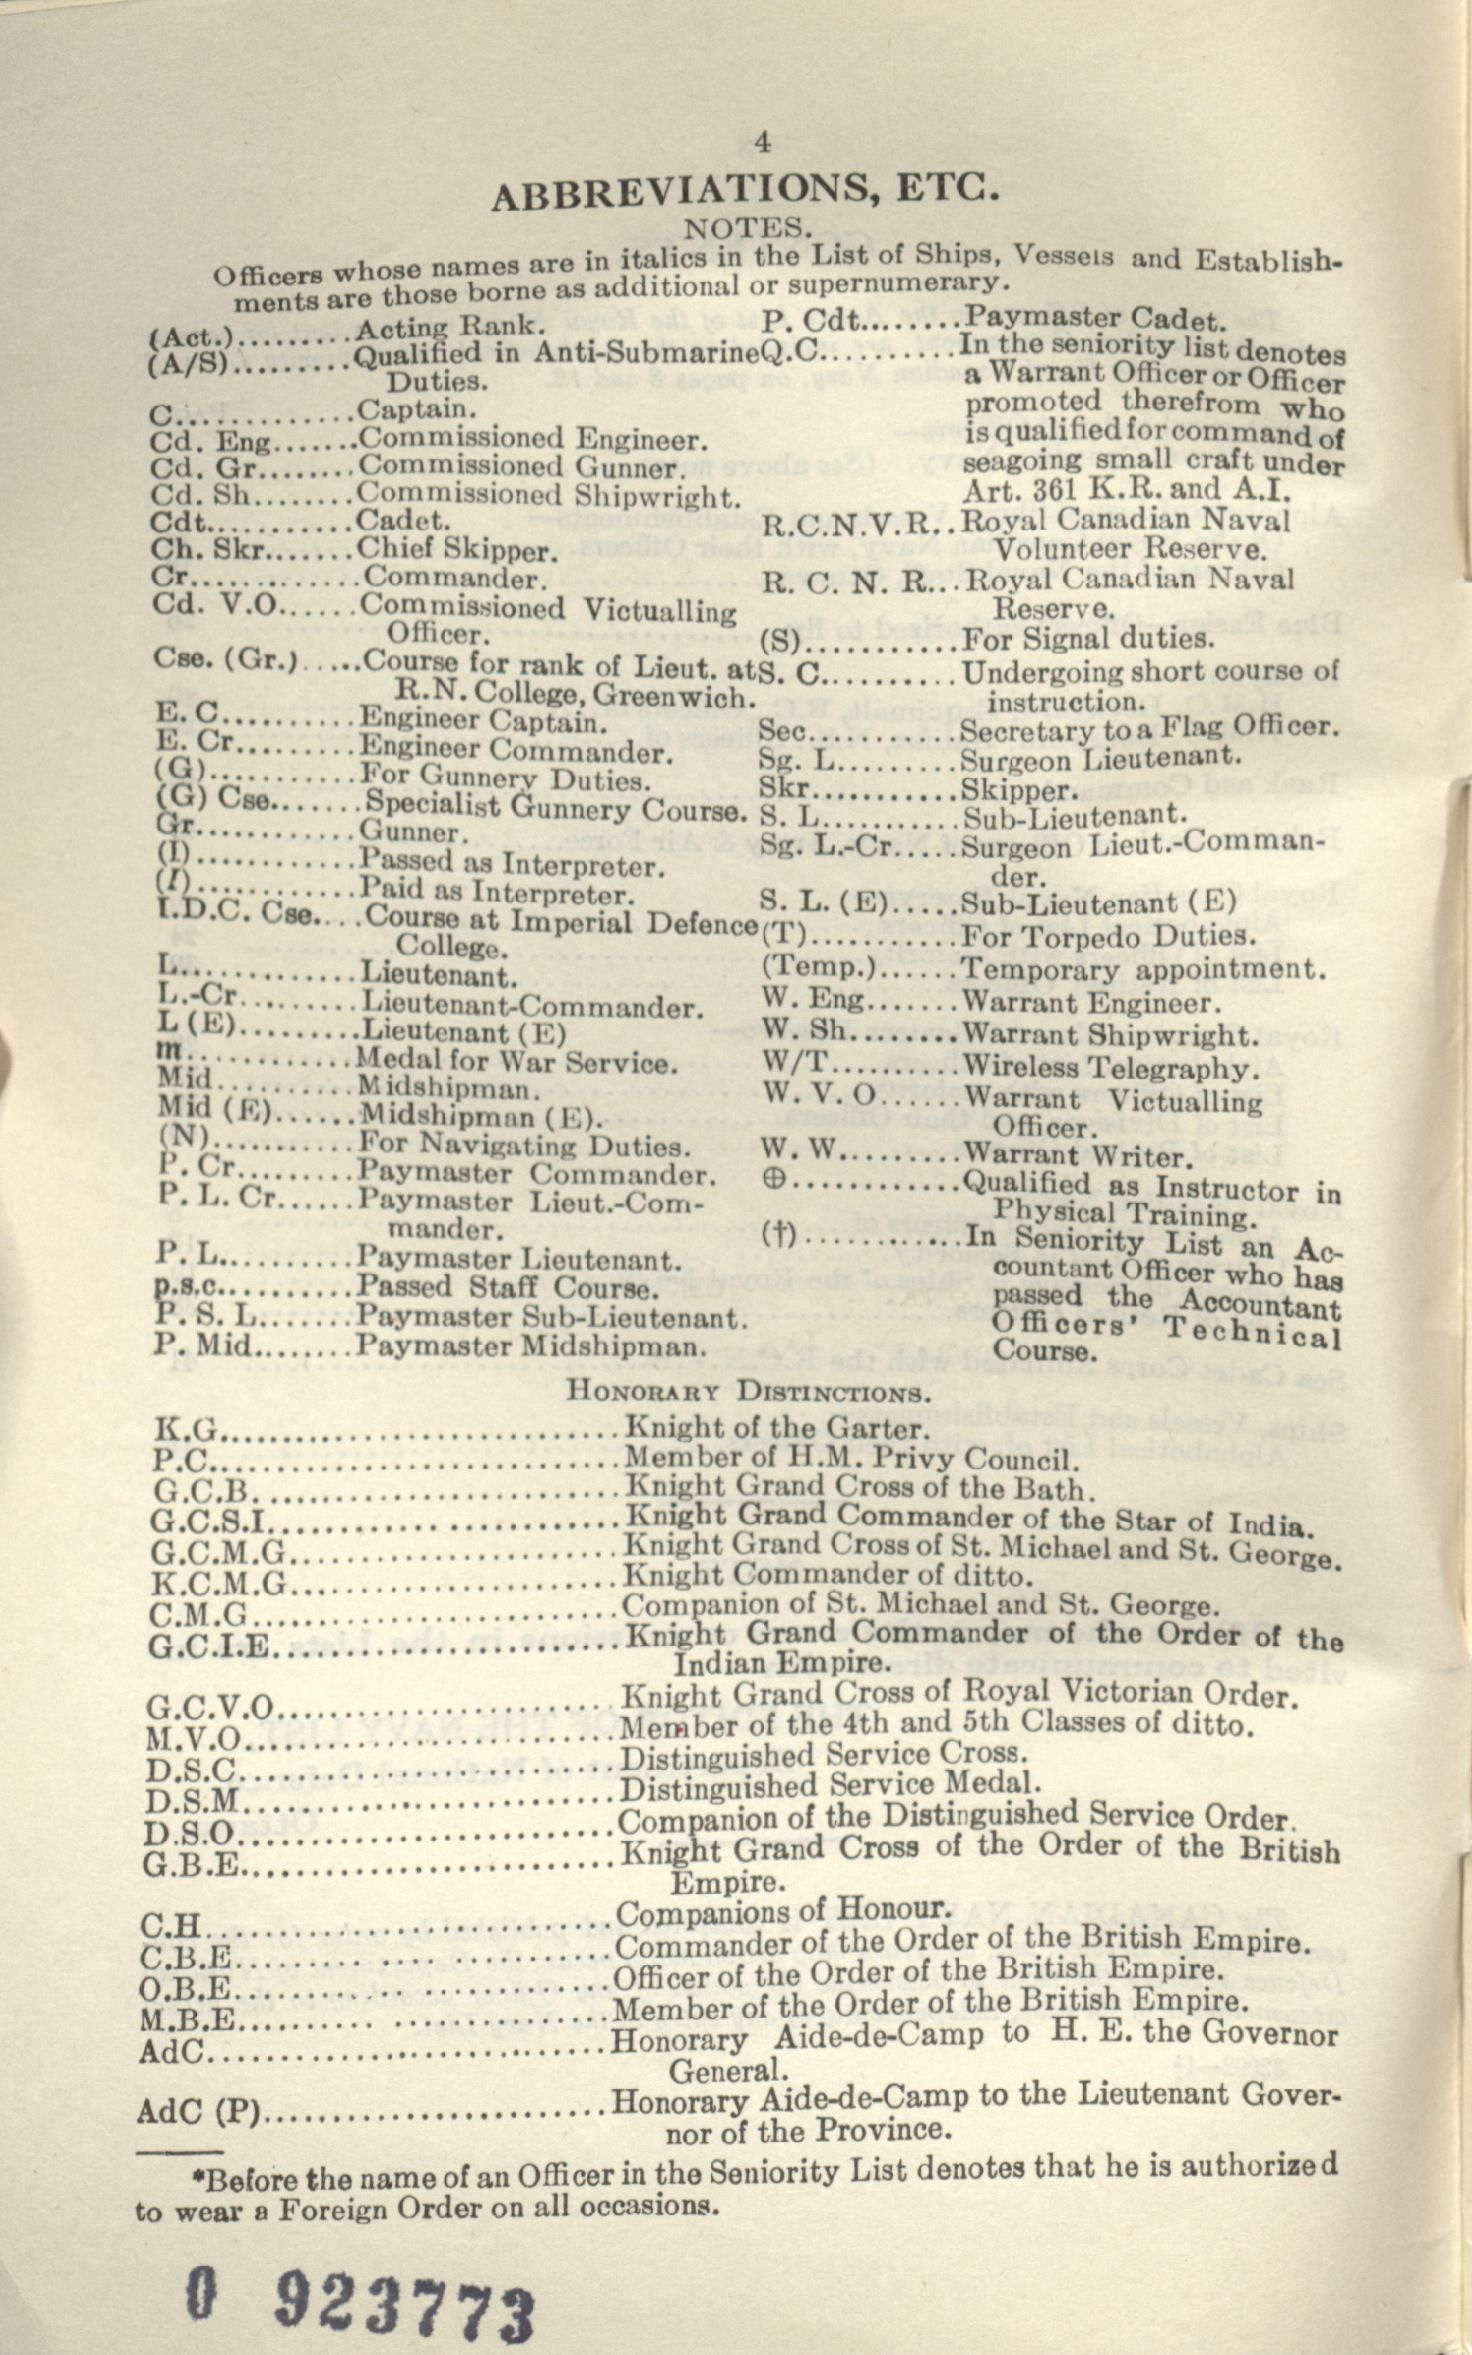 4
ABBREVIATIONS, ETC.
NOTES.
Officers whose names are in italics in the List of Ships, Vessels and Establish-
ments are those borne as additional or supernumerary.
(Act.).........Acting Rank.
(A/S).........Qualified in Anti-Submarine
Duties.
C.............Captain.
Cd. Eng.......Commissioned Engineer.
Cd. Gr........Commissioned Gunner.
Cd. Sh........Commissioned Shipwright.
Cdt...........Cadet.
Ch. Skr.......Chief Skipper.
Cr.............Commander.
Cd. V.O......Commissioned Victualling
Officer.
Cse. (Gr.).....Course for rank of Lieut. at
R.N. College, Greenwich.
E. C..........Engineer Captain.
E. Cr.........Engineer Commander.
(G)...........For Gunnery Duties.
(G) Cse.......Specialist Gunnery Course.
Gr............Gunner.
(I)............Passed as Interpreter.
(I)............Paid as Interpreter.
I.D.C. Cse....Course at Imperial Defence
College.
L.............Lieutenant.
L.-Cr.........Lieutenant-Commander.
L (E).........Lieutenant (E)
m............Medal for War Service.
Mid..........Midshipman.
Mid (E)......Midshipman (E).
(N)...........For Navigating Duties.
P. Cr.........Paymaster Commander.
P. L. Cr......Paymaster Lieut.-Com-
mander.
P. L..........Paymaster Lieutenant.
p.s.c..........Passed Staff Course.
P. S. L.......Paymaster Sub-Lieutenant.
P. Mid........Paymaster Midshipman.
P. Cdt........Paymaster Cadet.
Q.C..........In the seniority list denotes
a Warrant Officer or Officer
promoted therefrom who
is qualified for command of
seagoing small craft under
Art. 361 K.R. and A.I.
R.C.N.V.R..Royal Canadian Naval
Volunteer Reserve.
R. C. N. R...Royal Canadian Naval
Reserve.
(S)...........For Signal duties.
S. C..........Undergoing short course of
instruction.
Sec...........Secretary to a Flag Officer.
Sg. L.........Surgeon Lieutenant.
Skr...........Skipper.
S. L...........Sub-Lieutenant.
Sg. L.-Cr.....Surgeon Lieut.-Comman-
der.
S. L. (E).....Sub-Lieutenant (E)
(T)...........For Torpedo Duties.
(Temp.)......Temporary appointment.
W. Eng.......Warrant Engineer.
W. Sh........Warrant Shipwright.
W/T..........Wireless Telegraphy.
W. V. O......Warrant Victualling
Officer.
W. W.........Warrant Writer.
⊕............Qualified as Instructor in
Physical Training.
(†)............In Seniority List an Ac-
countant Officer who has
passed the Accountant
Officers' Technical
Course.
HONORARY DISTINCTIONS.
K.G.............................Knight of the Garter.
P.C.............................Member of H.M. Privy Council.
G.C.B...........................Knight Grand Cross of the Bath.
G.C.S.I.........................Knight Grand Commander of the Star of India.
G.C.M.G.......................Knight Grand Cross of St. Michael and St. George.
K.C.M.G.......................Knight Commander of ditto.
C.M.G..........................Companion of St. Michael and St. George.
G.C.I.E.........................Knight Grand Commander of the Order of the
Indian Empire.
G.C.V.O........................Knight Grand Cross of Royal Victorian Order.
M.V.O..........................Member of the 4th and 5th Classes of ditto.
D.S.C...........................Distinguished Service Cross.
D.S.M..........................Distinguished Service Medal.
D.S.O...........................Companion of the Distinguished Service Order.
G.B.E...........................Knight Grand Cross of the Order of the British
Empire.
C.H.............................Companions of Honour.
C.B.E...........................Commander of the Order of the British Empire.
O.B.E...........................Officer of the Order of the British Empire.
M.B.E..........................Member of the Order of the British Empire.
AdC............................Honorary Aide-de-Camp to H. E. the Governor
General.
AdC (P)........................Honorary Aide-de-Camp to the Lieutenant Gover-
nor of the Province.
*Before the name of an Officer in the Seniority List denotes that he is authorized
to wear a Foreign Order on all occasions.
0 923773